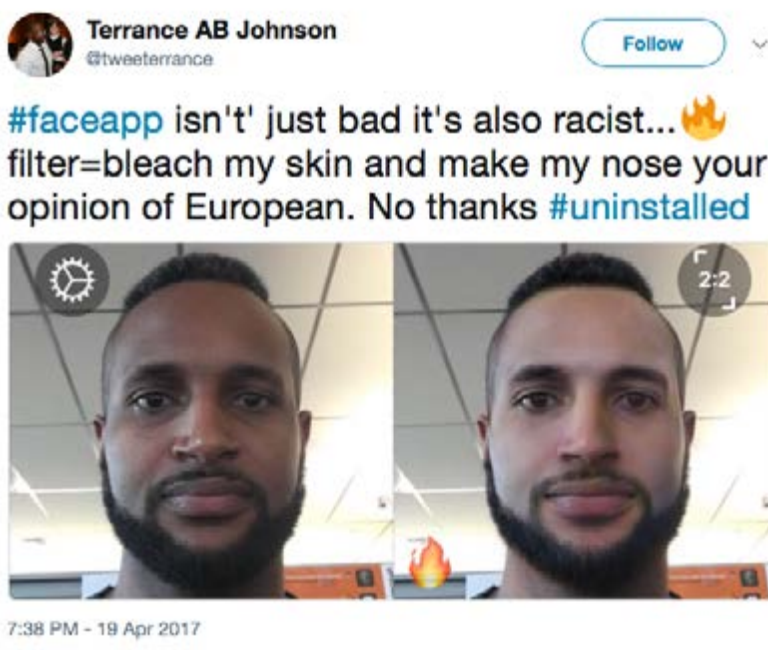 Terrance AB Johnson
@tweeterrance
Follow
#faceapp isn't' just bad it's also racist...🔥
filter=bleach my skin and make my nose your
opinion of European. No thanks #uninstalled
2:2
7:38 PM - 19 Apr 2017